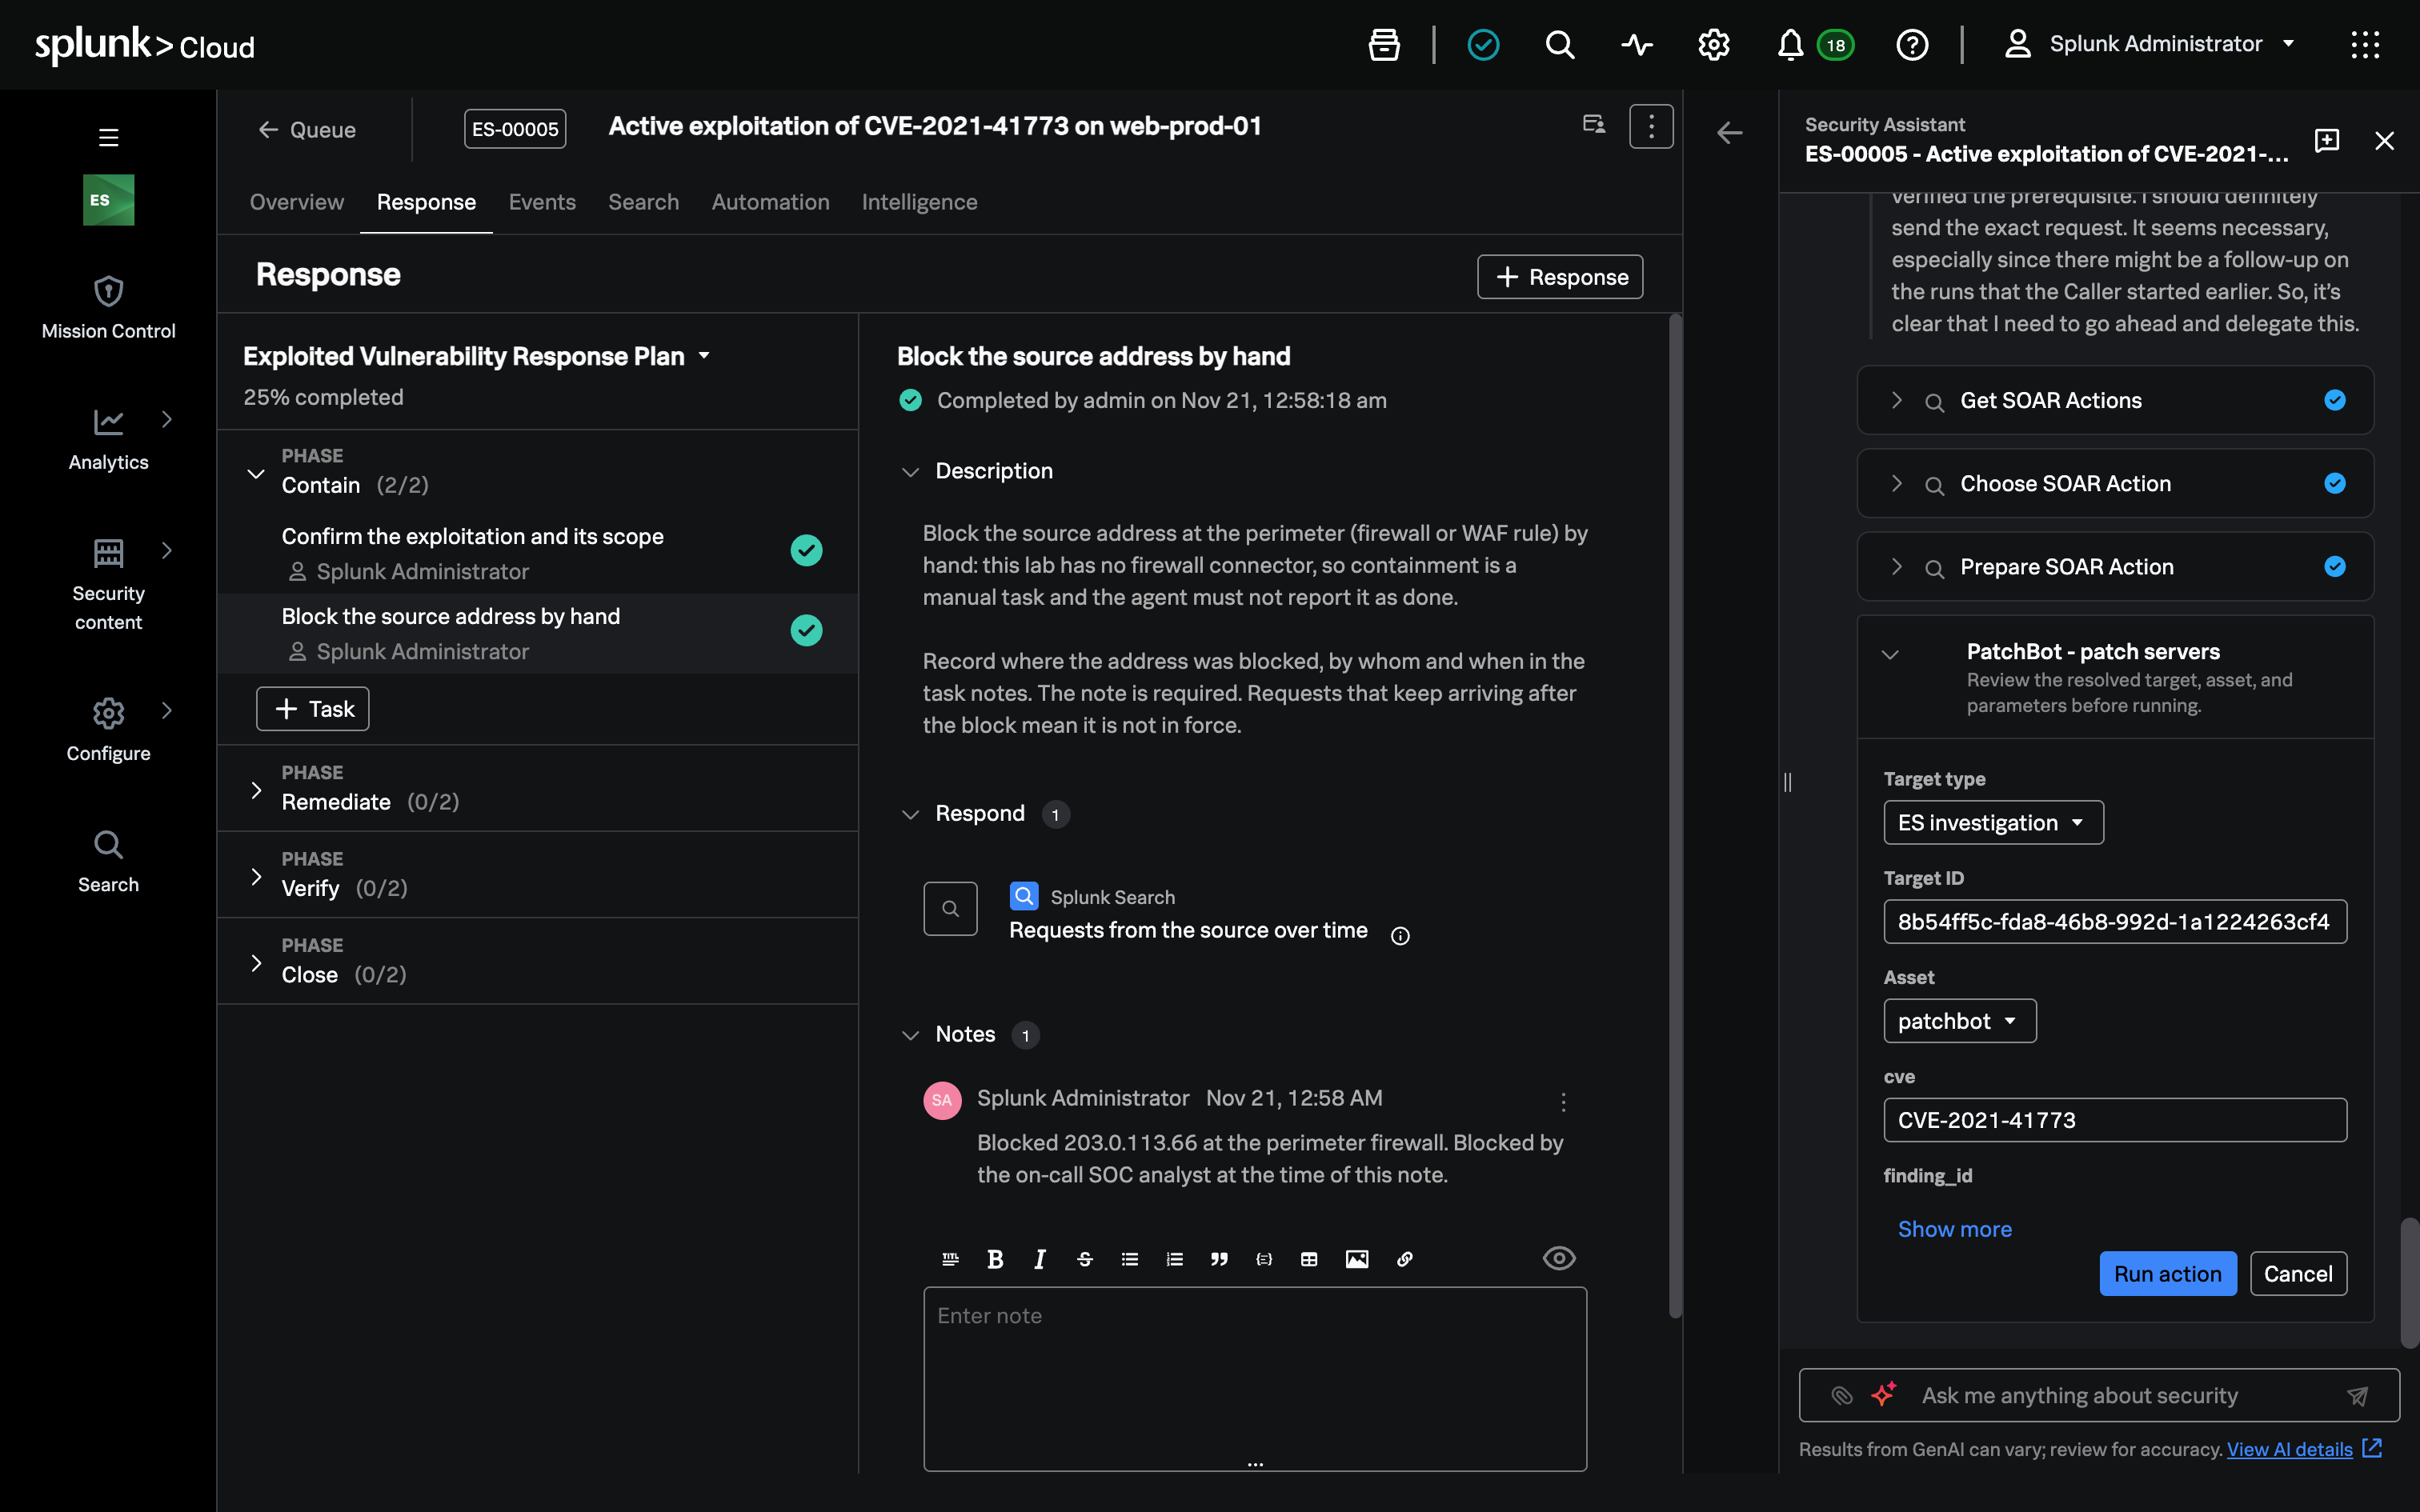 splunk> Cloud
18
Splunk Administrator
ES
Mission Control
Analytics
Security
content
Configure
Search
Queue
ES-00005
Active exploitation of CVE-2021-41773 on web-prod-01
Overview
Response
Events
Search
Automation
Intelligence
Response
Response
Exploited Vulnerability Response Plan
25% completed
PHASE
Contain (2/2)
Confirm the exploitation and its scope
Splunk Administrator
Block the source address by hand
Splunk Administrator
Task
PHASE
Remediate (0/2)
PHASE
Verify (0/2)
PHASE
Close (0/2)
Block the source address by hand
Completed by admin on Nov 21, 12:58:18 am
Description
Block the source address at the perimeter (firewall or WAF rule) by
hand: this lab has no firewall connector, so containment is a
manual task and the agent must not report it as done.
Record where the address was blocked, by whom and when in the
task notes. The note is required. Requests that keep arriving after
the block mean it is not in force.
Respond 1
Splunk Search
Requests from the source over time
Notes 1
SA
Splunk Administrator Nov 21, 12:58 AM
Blocked 203.0.113.66 at the perimeter firewall. Blocked by
the on-call SOC analyst at the time of this note.
Enter note
Security Assistant
ES-00005 - Active exploitation of CVE-2021-...
verified the prerequisite. I should definitely
send the exact request. It seems necessary,
especially since there might be a follow-up on
the runs that the Caller started earlier. So, it's
clear that I need to go ahead and delegate this.
Get SOAR Actions
Choose SOAR Action
Prepare SOAR Action
PatchBot - patch servers
Review the resolved target, asset, and
parameters before running.
Target type
ES investigation
Target ID
8b54ff5c-fda8-46b8-992d-1a1224263cf4
Asset
patchbot
cve
CVE-2021-41773
finding_id
Show more
Run action
Cancel
Ask me anything about security
Results from GenAI can vary; review for accuracy. View AI details